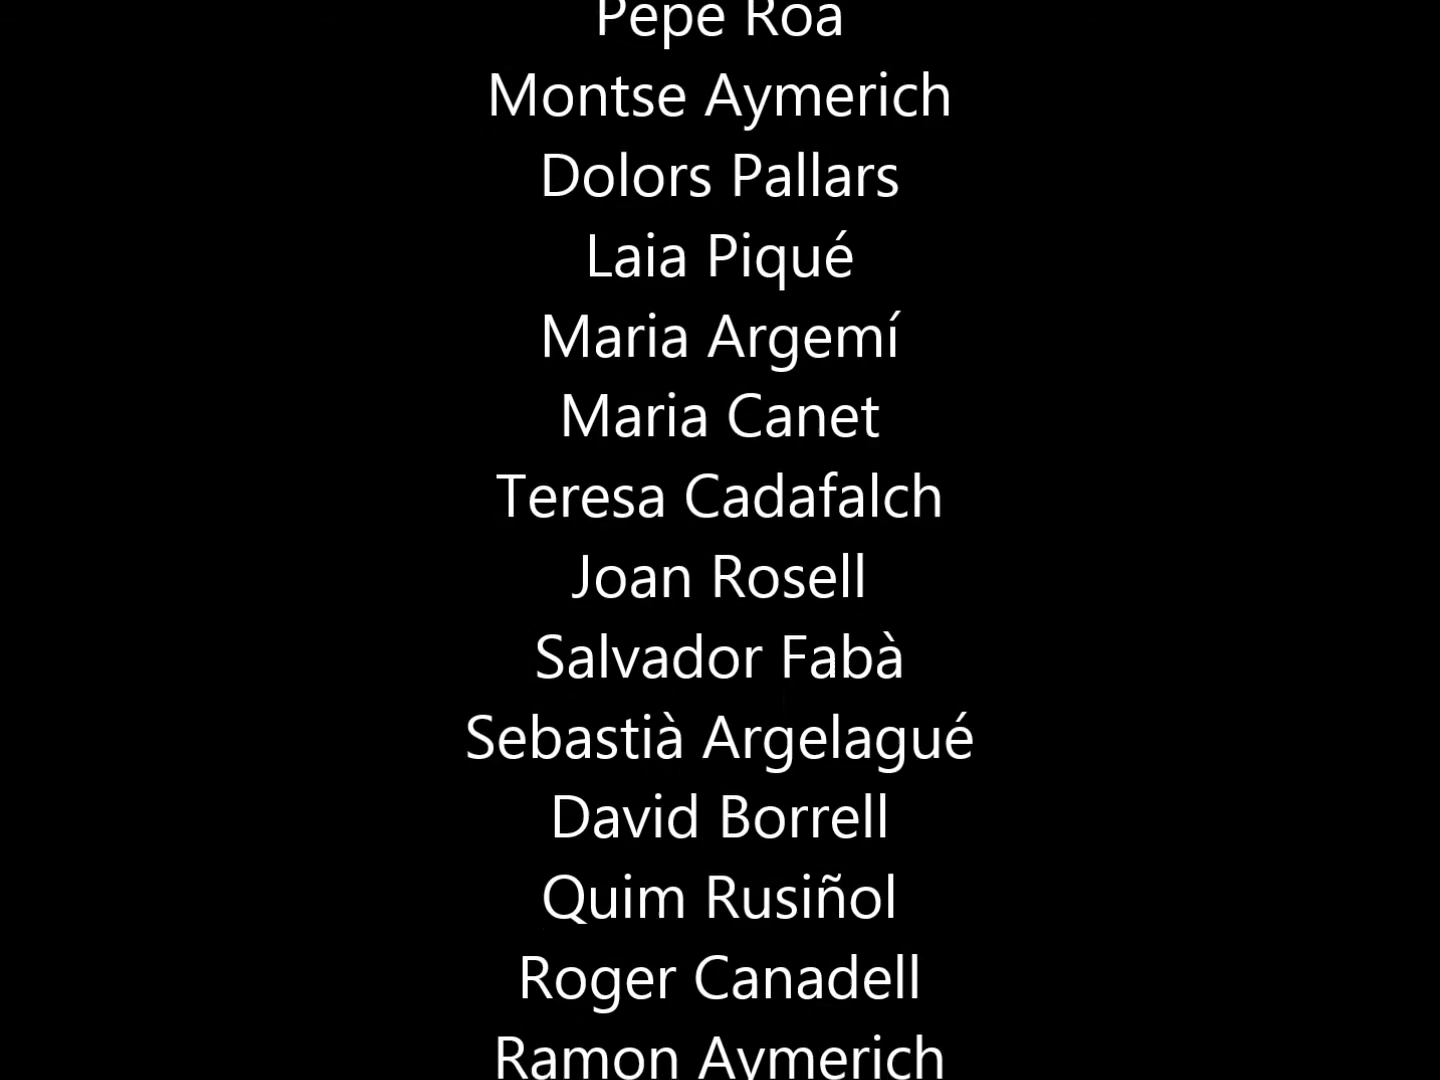 Pepe Roa
Montse Aymerich
Dolors Pallars
Laia Piqué
Maria Argemí
Maria Canet
Teresa Cadafalch
Joan Rosell
Salvador Fabà
Sebastià Argelagué
David Borrell
Quim Rusiñol
Roger Canadell
Ramon Aymerich